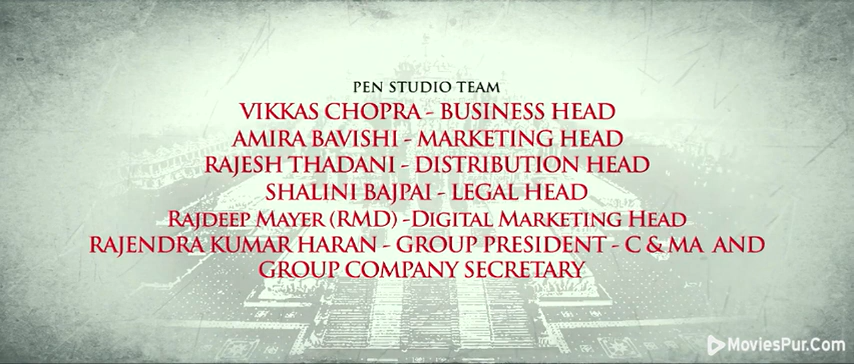 PEN STUDIO TEAM
VIKKAS CHOPRA - BUSINESS HEAD
AMIRA BAVISHI - MARKETING HEAD
RAJESH THADANI - DISTRIBUTION HEAD
SHALINI BAJPAI - LEGAL HEAD
RAJDEEP MAYER (RMD) -DIGITAL MARKETING HEAD
RAJENDRA KUMAR HARAN - GROUP PRESIDENT - C & MA AND
GROUP COMPANY SECRETARY
MoviesPur.Com